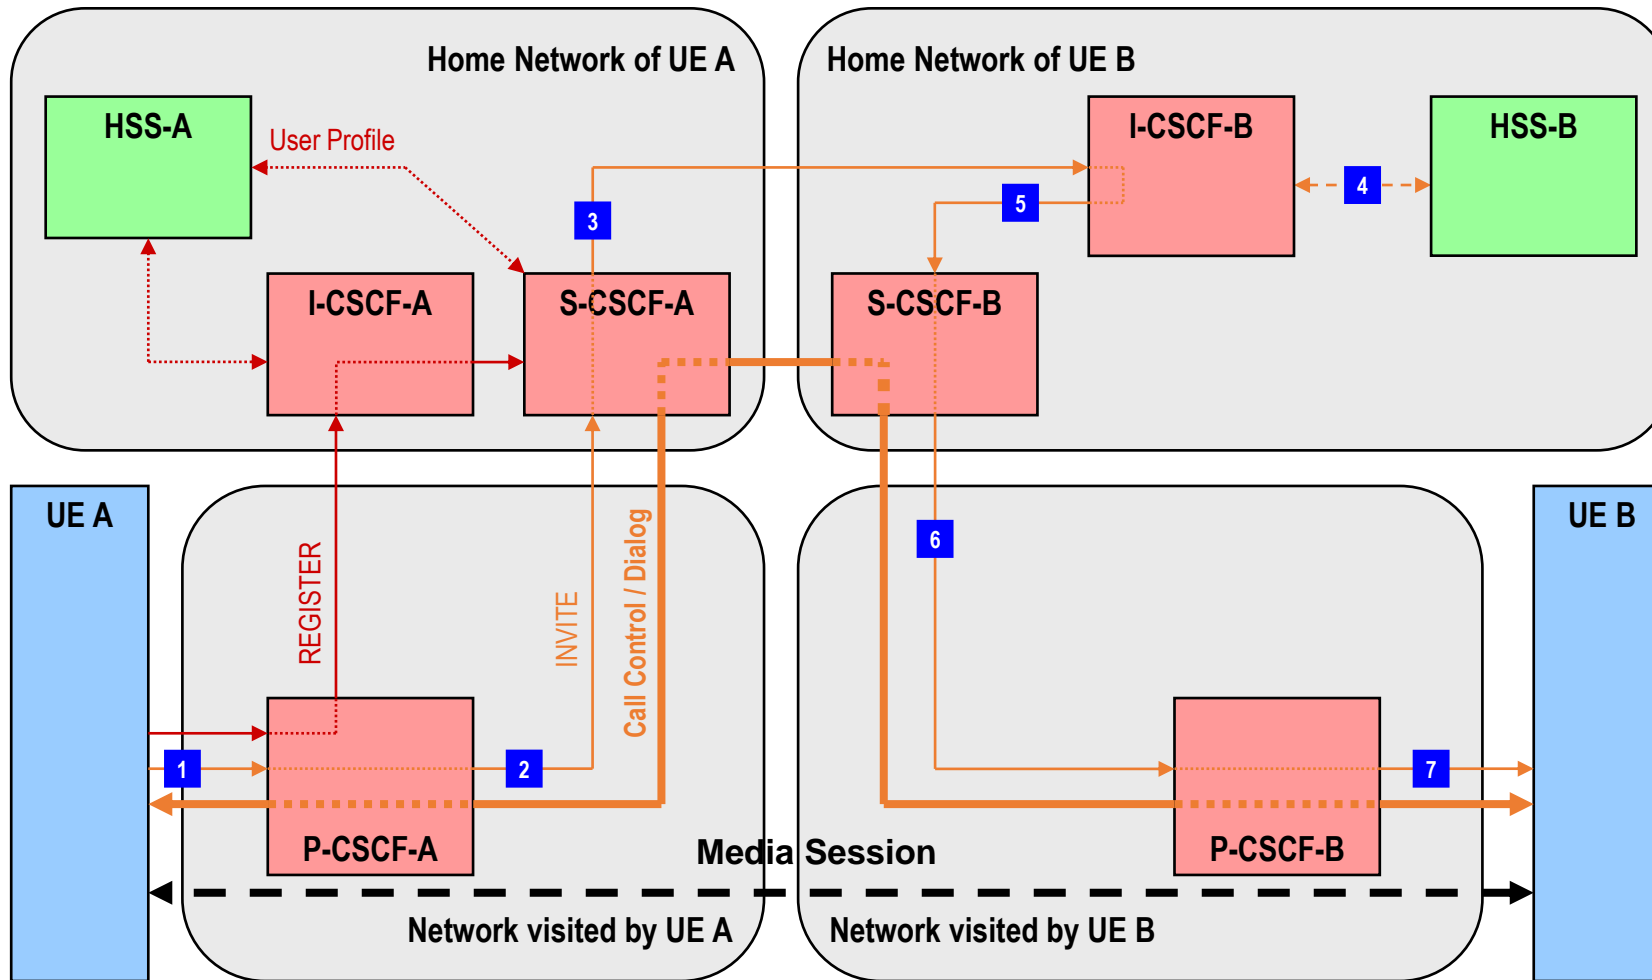 Home Network of UE A
Home Network of UE B
HSS-A
User Profile
I-CSCF-B
HSS-B
3
5
4
I-CSCF-A
S-CSCF-A
S-CSCF-B
UE A
UE B
REGISTER
INVITE
Call Control / Dialog
6
1
2
7
P-CSCF-A
P-CSCF-B
Media Session
Network visited by UE A
Network visited by UE B